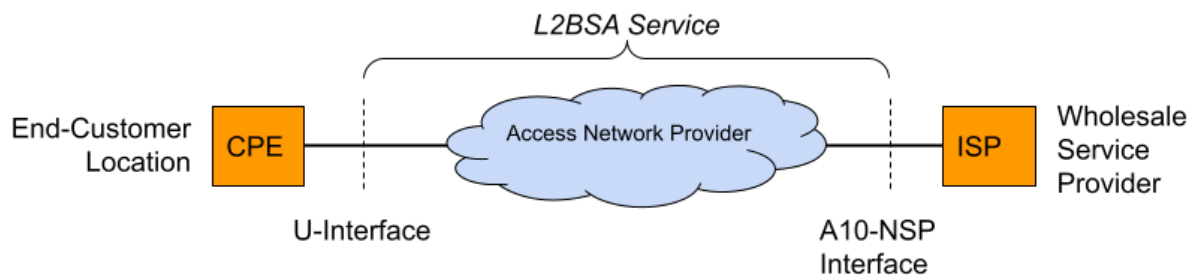 L2BSA Service
End-Customer
Location
CPE
Access Network Provider
ISP
Wholesale
Service
Provider
U-Interface
A10-NSP
Interface